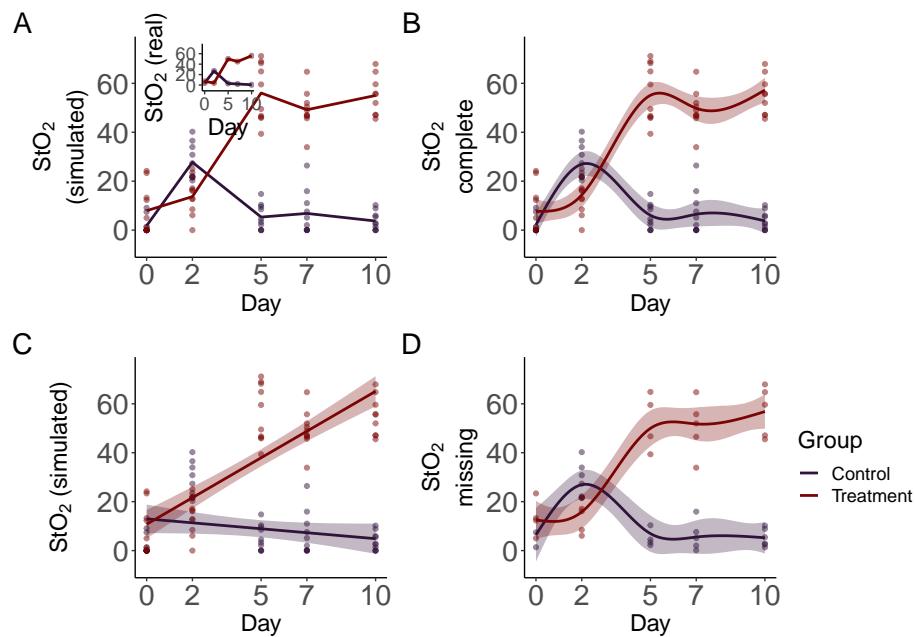 A
StO2 (simulated)
60
40
20
0
0 2 5 7 10
Day
StO2 (real)
60
40
20
0
0 5 10
Day
B
StO2 complete
60
40
20
0
0 2 5 7 10
Day
C
StO2 (simulated)
60
40
20
0
0 2 5 7 10
Day
D
StO2 missing
60
40
20
0
0 2 5 7 10
Day
Group
Control
Treatment